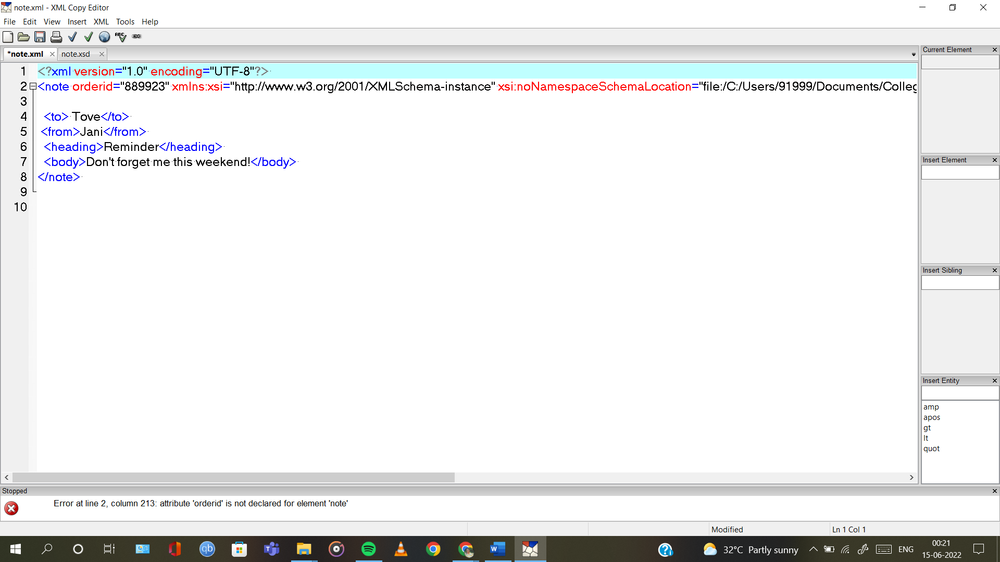 note.xml - XML Copy Editor
File Edit View Insert XML Tools Help
ABC
*note.xml note.xsd
1 <?xml version="1.0" encoding="UTF-8"?>
2 <note orderid="889923" xmlns:xsi="http://www.w3.org/2001/XMLSchema-instance" xsi:noNamespaceSchemaLocation="file:/C:/Users/91999/Documents/Colleg
3
4 <to> Tove</to>
5 <from>Jani</from>
6 <heading>Reminder</heading>
7 <body>Don't forget me this weekend!</body>
8 </note>
9
10
Current Element
Insert Element
Insert Sibling
Insert Entity
amp
apos
gt
lt
quot
Stopped
Error at line 2, column 213: attribute 'orderid' is not declared for element 'note'
Modified Ln 1 Col 1
qb
T
W
32°C Partly sunny
ENG
00:21
15-06-2022